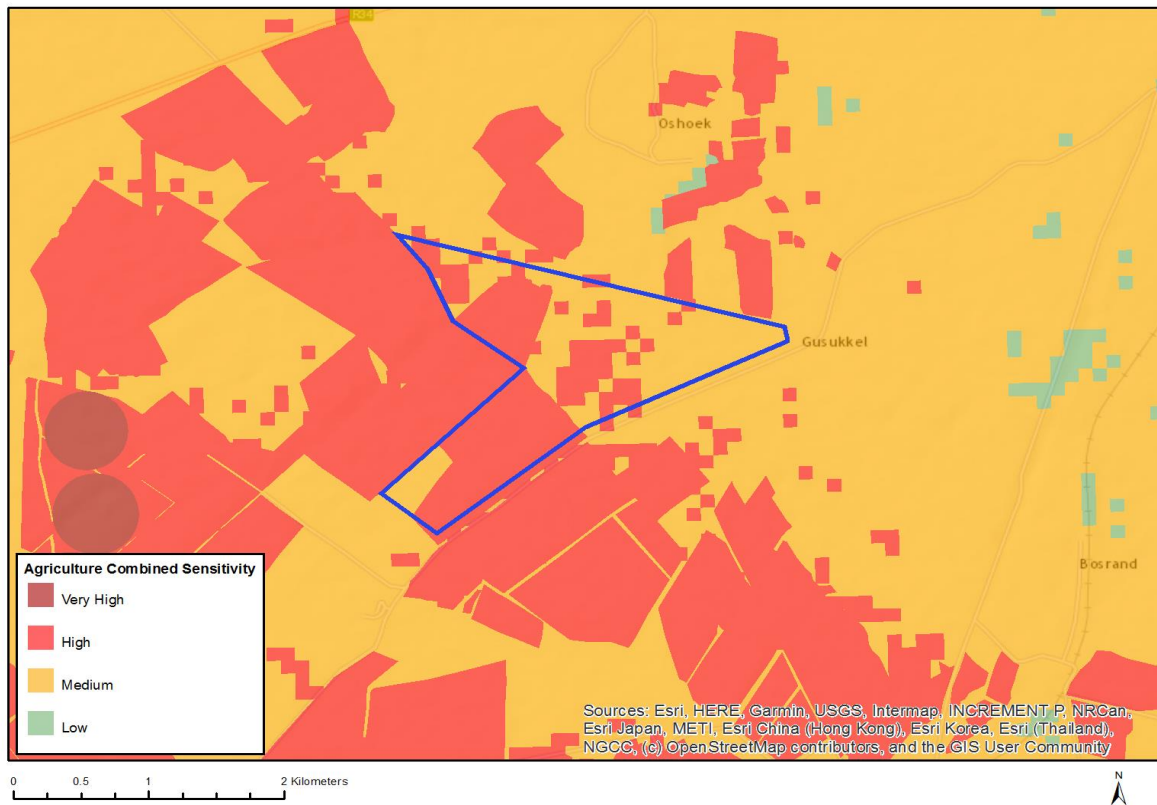 R34
Oshoek
Gusukkel
Bosrand
Agriculture Combined Sensitivity
Very High
High
Medium
Low
Sources: Esri, HERE, Garmin, USGS, Intermap, INCREMENT P, NRCan,
Esri Japan, METI, Esri China (Hong Kong), Esri Korea, Esri (Thailand),
NGCC, (c) OpenStreetMap contributors, and the GIS User Community
0 0.5 1 2 Kilometers
N